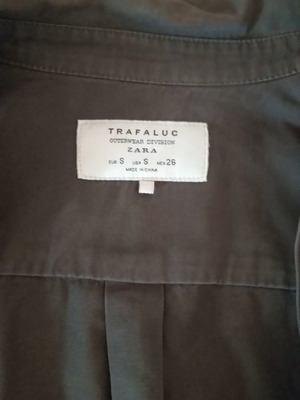 TRAFALUC
OUTERWEAR DIVISION
ZARA
EUR S USA S MEX 26
MADE IN CHINA